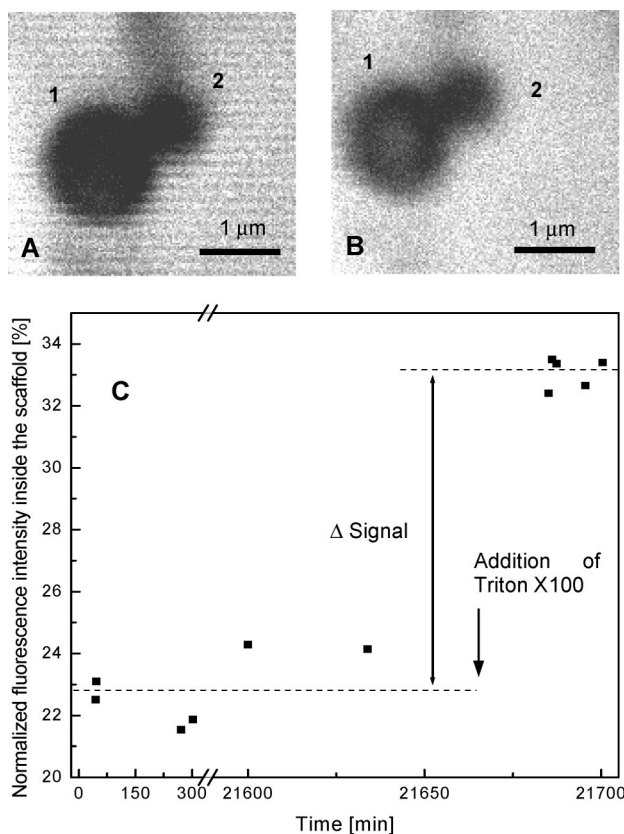 1
2
A
1 μm
1
2
B
1 μm
Normalized fluorescence intensity inside the scaffold [%]
34
32
30
28
26
24
22
20
C
Δ Signal
Addition of
Triton X100
0 150 300 21600 21650 21700
Time [min]